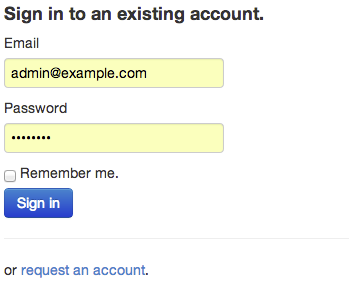 Sign in to an existing account.
Email
admin@example.com
Password
••••••••
Remember me.
Sign in
or request an account.